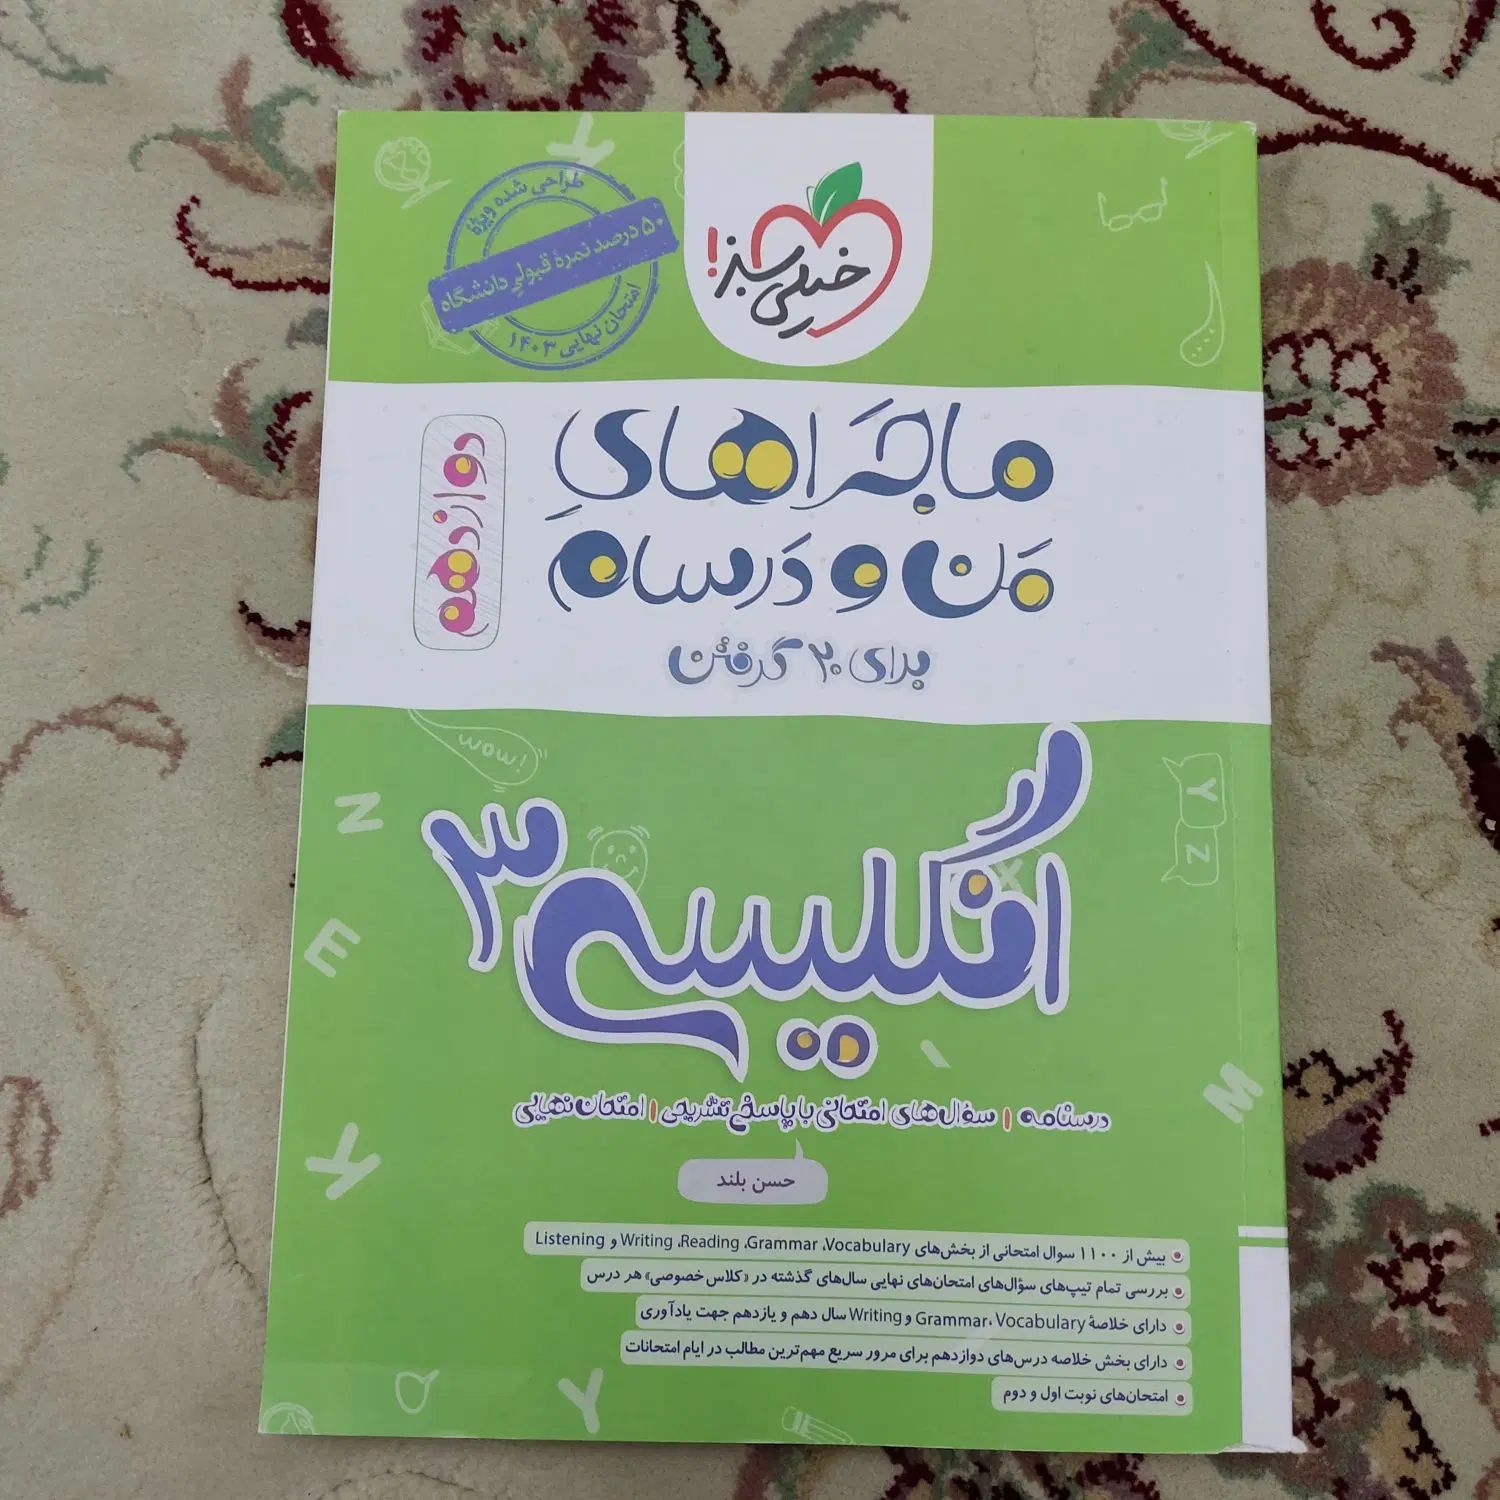 طراحی شده ویژهٔ
۵۰ درصد نمرهٔ قبولی دانشگاه
امتحان نهایی ۱۴۰۳
خیلی سبز!
ماجراهای
من و درسام
برای ۲۰ گرفتن
دوازدهم
wow!
انگلیسی ۳
درسنامه | سؤال‌های امتحانی با پاسخ تشریحی | امتحان نهایی
حسن بلند
بیش از ۱۱۰۰ سوال امتحانی از بخش‌های Vocabulary، Grammar، Reading، Writing و Listening
بررسی تمام تیپ‌های سؤال‌های امتحان‌های نهایی سال‌های گذشته در «کلاس خصوصی» هر درس
دارای خلاصهٔ Vocabulary ،Grammar و Writing سال دهم و یازدهم جهت یادآوری
دارای بخش خلاصه درس‌های دوازدهم برای مرور سریع مهم‌ترین مطالب در ایام امتحانات
امتحان‌های نوبت اول و دوم